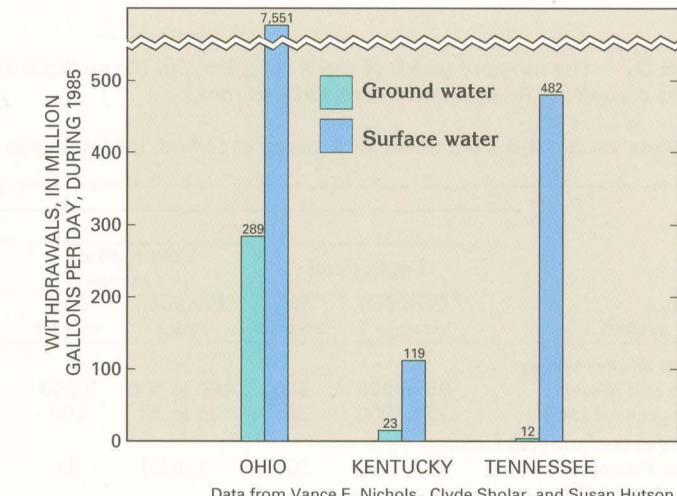 7,551
500
400
300
200
100
0
WITHDRAWALS, IN MILLION
GALLONS PER DAY, DURING 1985
Ground water
Surface water
289
23
119
12
482
OHIO
KENTUCKY
TENNESSEE
Data from Vance E. Nichols, Clyde Sholar, and Susan Hutson